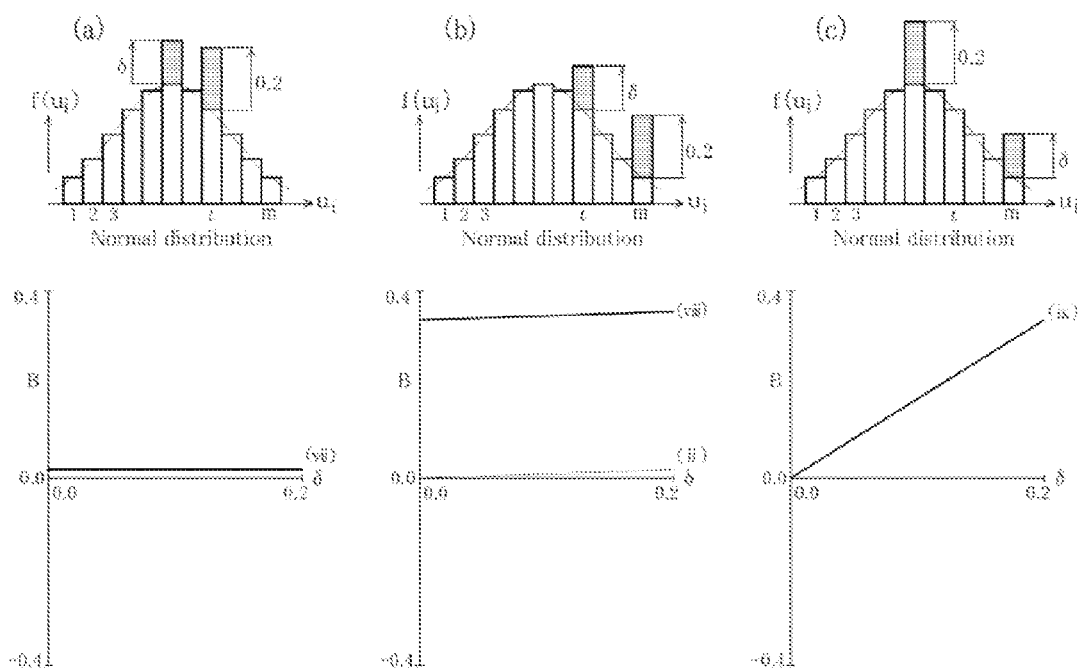 (a)
δ
0.2
f(u_i)
1 2 3 m
u_i
Normal distribution
(b)
δ
0.2
f(u_i)
1 2 3 m
u_i
Normal distribution
(c)
0.2
δ
f(u_i)
1 2 3 m
u_i
Normal distribution
0.4
B
(vii)
0.0
0.0
0.2
δ
-0.4
0.4
(viii)
B
(ii)
0.0
0.0
0.2
δ
-0.4
0.4
(ix)
B
0.0
0.0
0.2
δ
-0.4